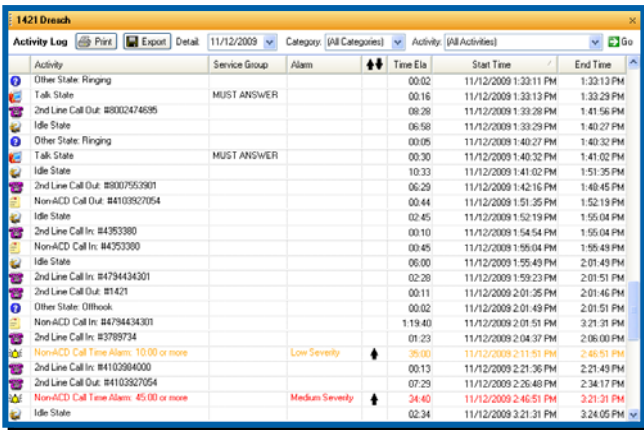 1421 Dresch
Activity Log Print Export Detail: 11/12/2009 Category: (All Categories) Activity: (All Activities) Go
Activity Service Group Alarm Time Ela Start Time End Time
Other State: Ringing 00:02 11/12/2009 1:33:11 PM 1:33:13 PM
Talk State MUST ANSWER 00:16 11/12/2009 1:33:13 PM 1:33:29 PM
2nd Line Call Out: #8002474695 08:28 11/12/2009 1:33:28 PM 1:41:56 PM
Idle State 06:58 11/12/2009 1:33:29 PM 1:40:27 PM
Other State: Ringing 00:05 11/12/2009 1:40:27 PM 1:40:32 PM
Talk State MUST ANSWER 00:30 11/12/2009 1:40:32 PM 1:41:02 PM
Idle State 10:33 11/12/2009 1:41:02 PM 1:51:35 PM
2nd Line Call Out: #8007553901 06:29 11/12/2009 1:42:16 PM 1:48:45 PM
Non-ACD Call Out: #4103927054 00:44 11/12/2009 1:51:35 PM 1:52:19 PM
Idle State 02:45 11/12/2009 1:52:19 PM 1:55:04 PM
2nd Line Call In: #4353380 00:10 11/12/2009 1:54:54 PM 1:55:04 PM
Non-ACD Call In: #4353380 00:45 11/12/2009 1:55:04 PM 1:55:49 PM
Idle State 06:00 11/12/2009 1:55:49 PM 2:01:49 PM
2nd Line Call In: #4794434301 02:28 11/12/2009 1:59:23 PM 2:01:51 PM
2nd Line Call Out: #1421 00:11 11/12/2009 2:01:35 PM 2:01:46 PM
Other State: Offhook 00:02 11/12/2009 2:01:49 PM 2:01:51 PM
Non-ACD Call In: #4794434301 1:19:40 11/12/2009 2:01:51 PM 3:21:31 PM
2nd Line Call In: #3789734 01:23 11/12/2009 2:04:37 PM 2:06:00 PM
Non-ACD Call Time Alarm: 10:00 or more Low Severity 35:00 11/12/2009 2:11:51 PM 2:46:51 PM
2nd Line Call In: #4103984000 00:13 11/12/2009 2:21:36 PM 2:21:49 PM
2nd Line Call Out: #4103927054 07:29 11/12/2009 2:26:48 PM 2:34:17 PM
Non-ACD Call Time Alarm: 45:00 or more Medium Severity 34:40 11/12/2009 2:46:51 PM 3:21:31 PM
Idle State 02:34 11/12/2009 3:21:31 PM 3:24:05 PM